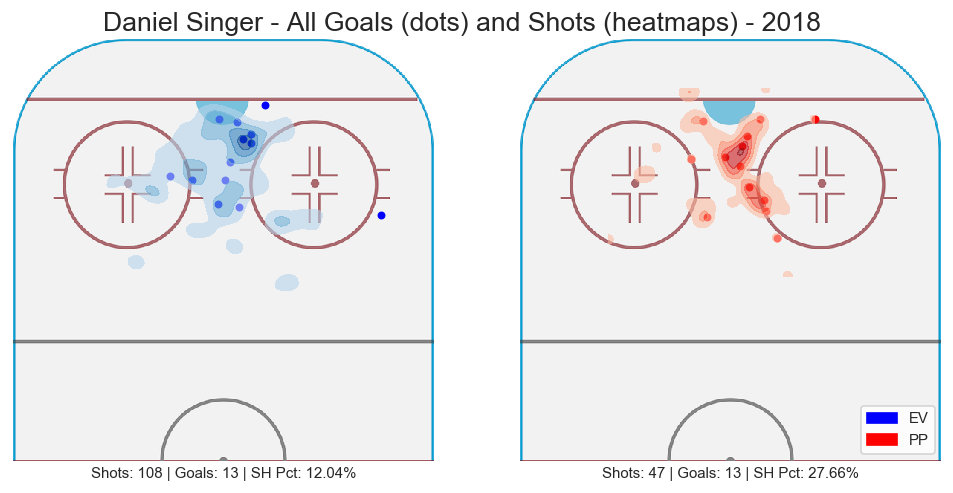 Daniel Singer - All Goals (dots) and Shots (heatmaps) - 2018
EV
PP
Shots: 108 | Goals: 13 | SH Pct: 12.04%
Shots: 47 | Goals: 13 | SH Pct: 27.66%